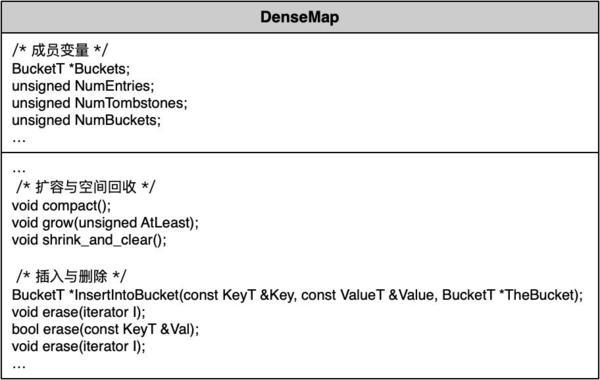 DenseMap
/* 成员变量 */
BucketT *Buckets;
unsigned NumEntries;
unsigned NumTombstones;
unsigned NumBuckets;
…
…
/* 扩容与空间回收 */
void compact();
void grow(unsigned AtLeast);
void shrink_and_clear();
/* 插入与删除 */
BucketT *InsertIntoBucket(const KeyT &Key, const ValueT &Value, BucketT *TheBucket);
void erase(iterator I);
bool erase(const KeyT &Val);
void erase(iterator I);
…